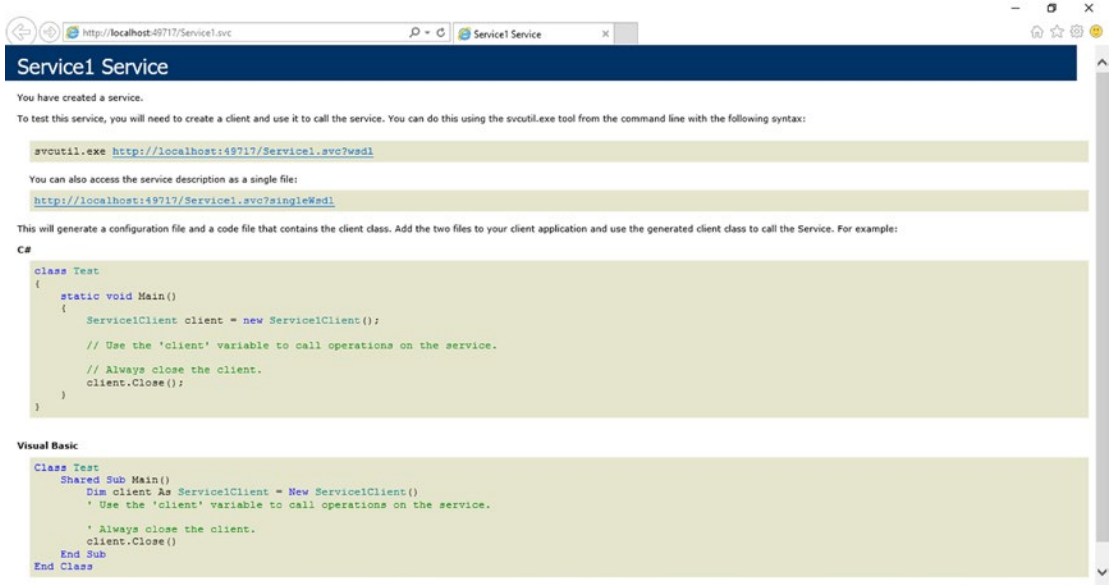 http://localhost:49717/Service1.svc
Service1 Service
Service1 Service
You have created a service.
To test this service, you will need to create a client and use it to call the service. You can do this using the svcutil.exe tool from the command line with the following syntax:
svcutil.exe http://localhost:49717/Service1.svc?wsdl
You can also access the service description as a single file:
http://localhost:49717/Service1.svc?singleWsdl
This will generate a configuration file and a code file that contains the client class. Add the two files to your client application and use the generated client class to call the Service. For example:
C#
class Test
{
    static void Main()
    {
        Service1Client client = new Service1Client();
        // Use the 'client' variable to call operations on the service.
        // Always close the client.
        client.Close();
    }
}
Visual Basic
Class Test
    Shared Sub Main()
        Dim client As Service1Client = New Service1Client()
        ' Use the 'client' variable to call operations on the service.
        ' Always close the client.
        client.Close()
    End Sub
End Class